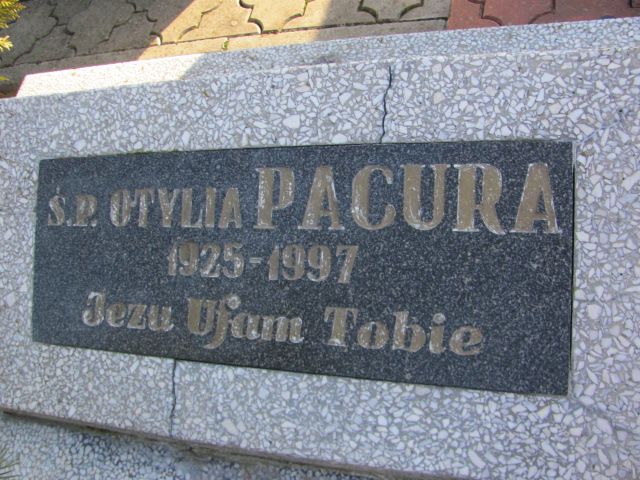 Ś.P. OTYLIA PACURA
1925-1997
Jezu Ufam Tobie